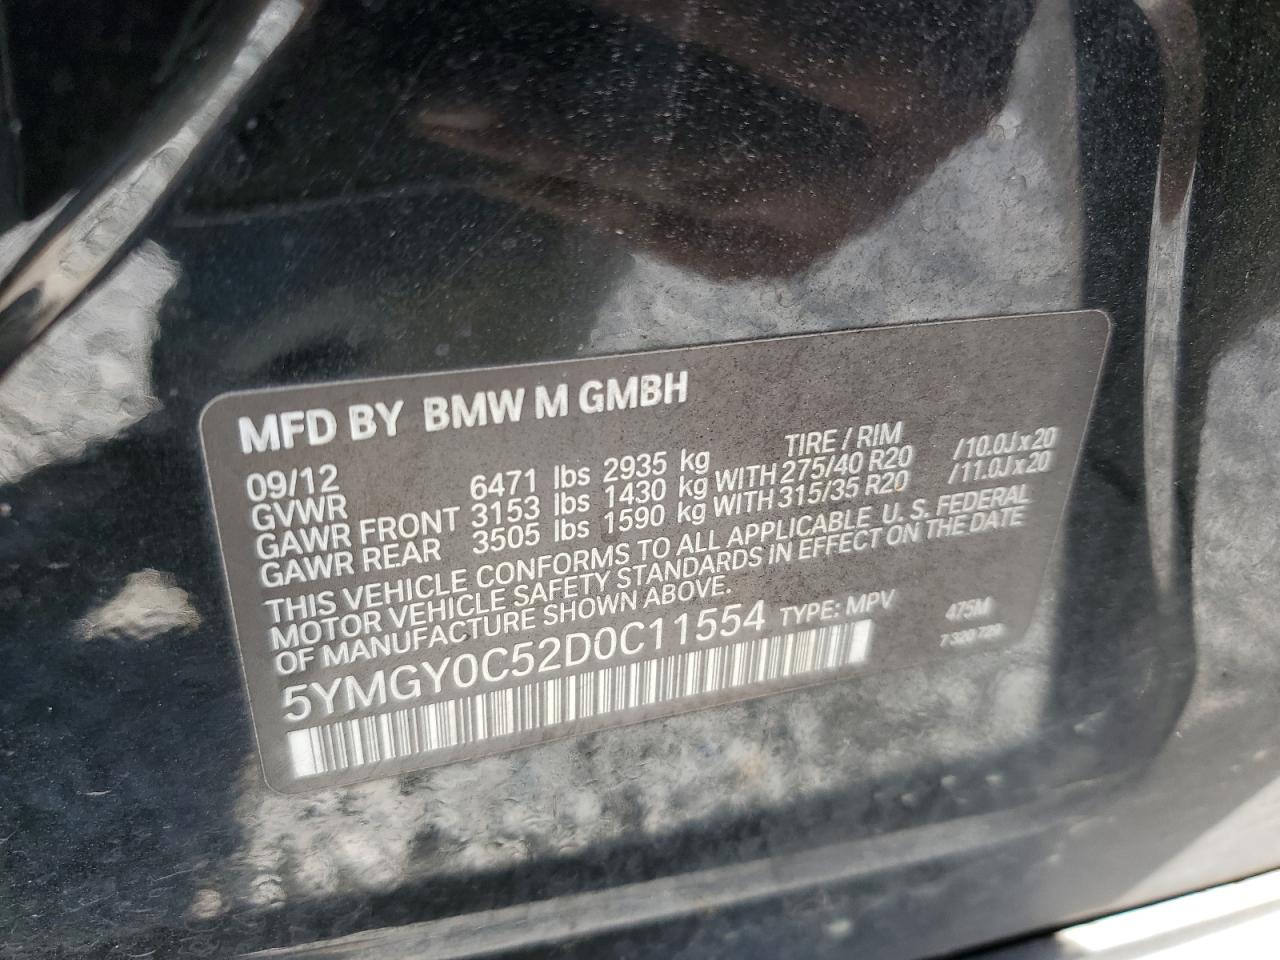 MFD BY BMW M GMBH
09/12 TIRE / RIM
GVWR 6471 lbs 2935 kg
GAWR FRONT 3153 lbs 1430 kg WITH 275/40 R20 /10.0J x 20
GAWR REAR 3505 lbs 1590 kg WITH 315/35 R20 /11.0J x 20
THIS VEHICLE CONFORMS TO ALL APPLICABLE U. S. FEDERAL
MOTOR VEHICLE SAFETY STANDARDS IN EFFECT ON THE DATE
OF MANUFACTURE SHOWN ABOVE.
5YMGY0C52D0C11554 TYPE: MPV 475M